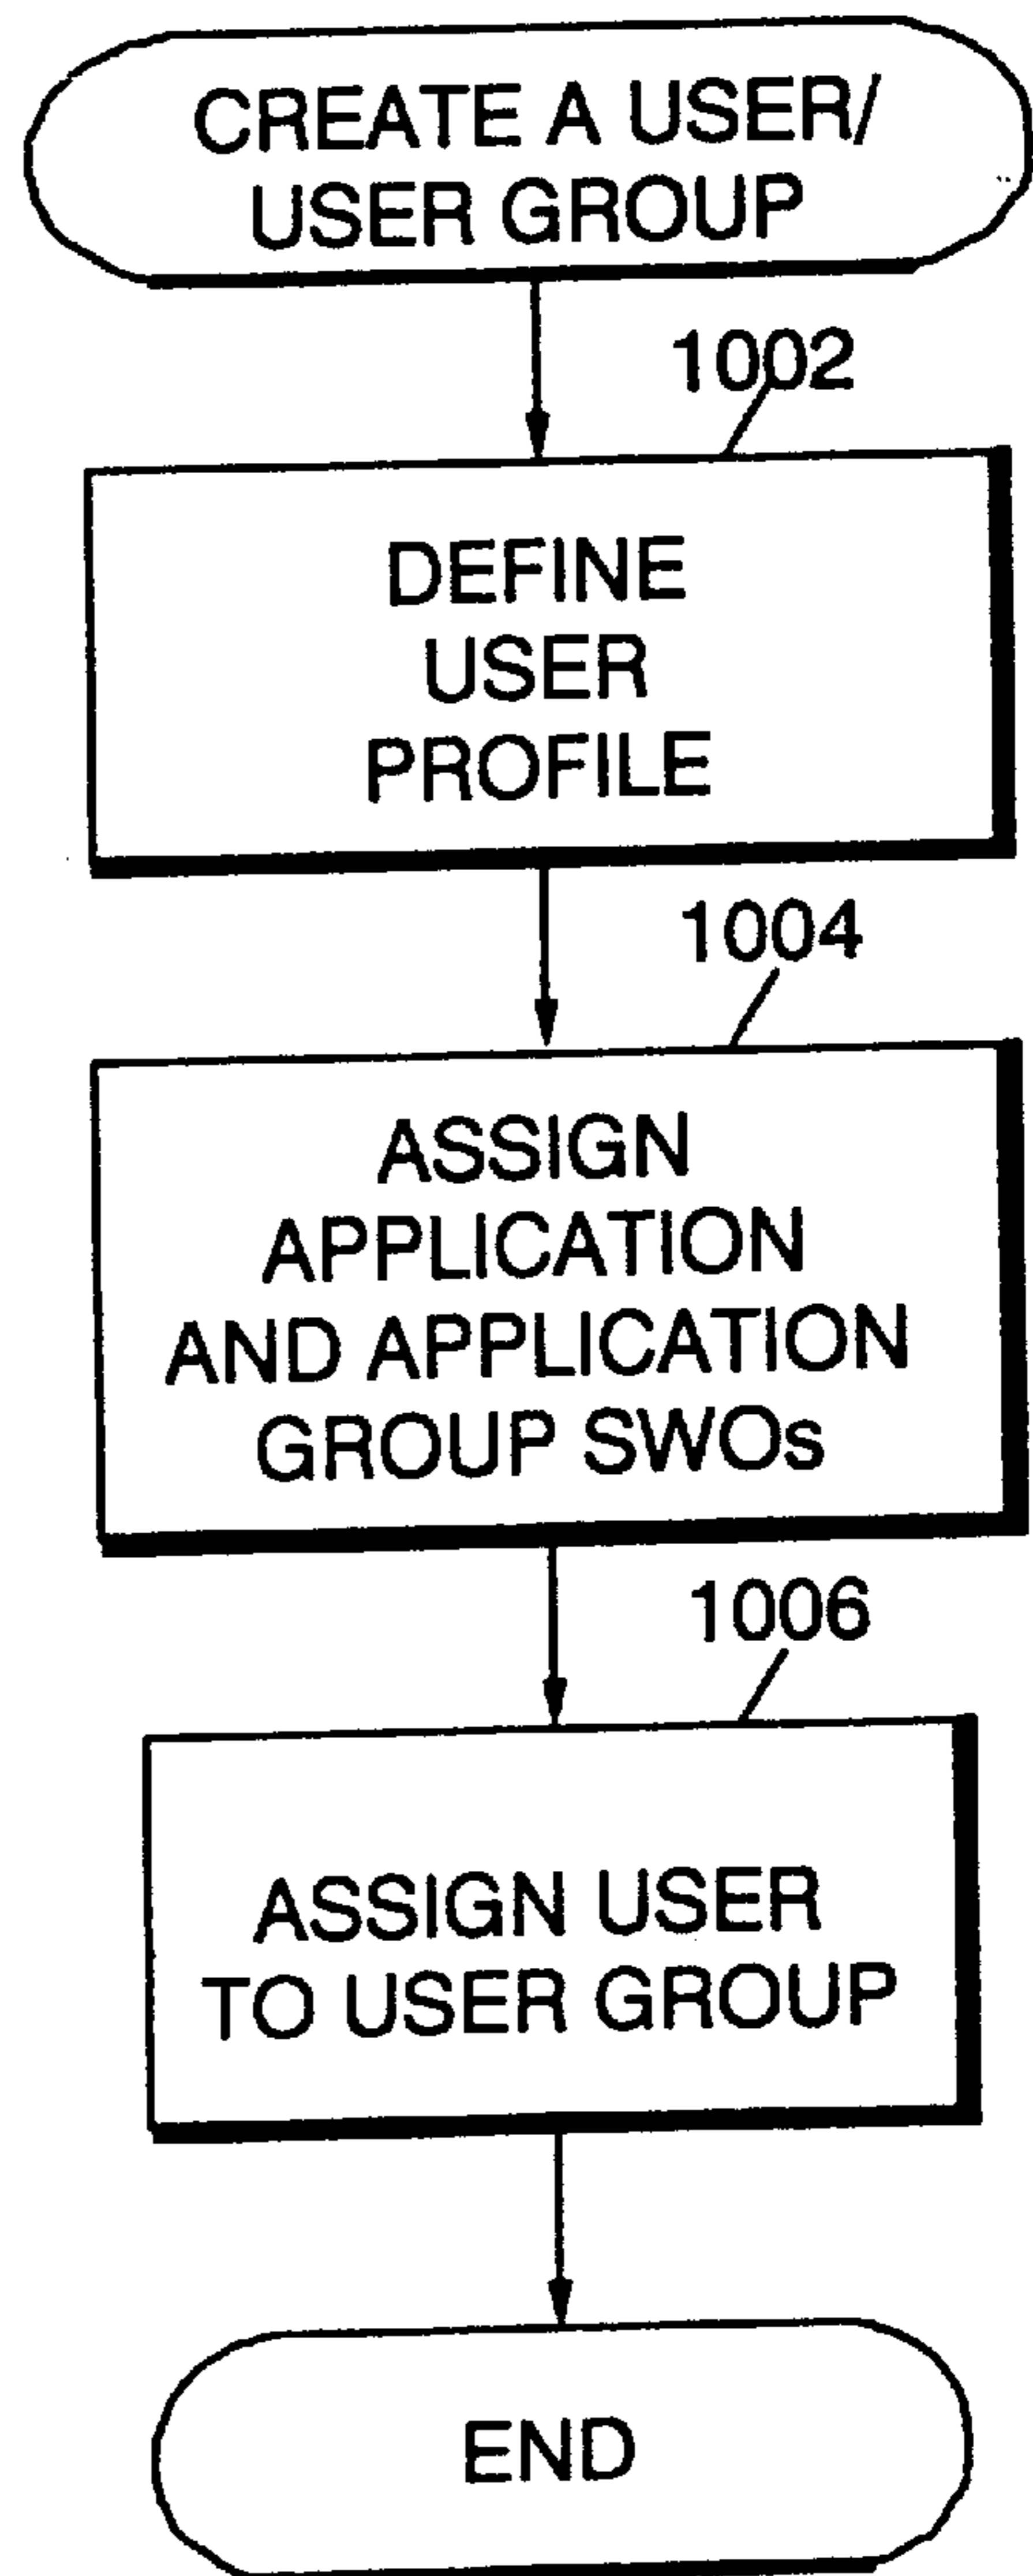 CREATE A USER/
USER GROUP
1002
DEFINE
USER
PROFILE
1004
ASSIGN
APPLICATION
AND APPLICATION
GROUP SWOs
1006
ASSIGN USER
TO USER GROUP
END